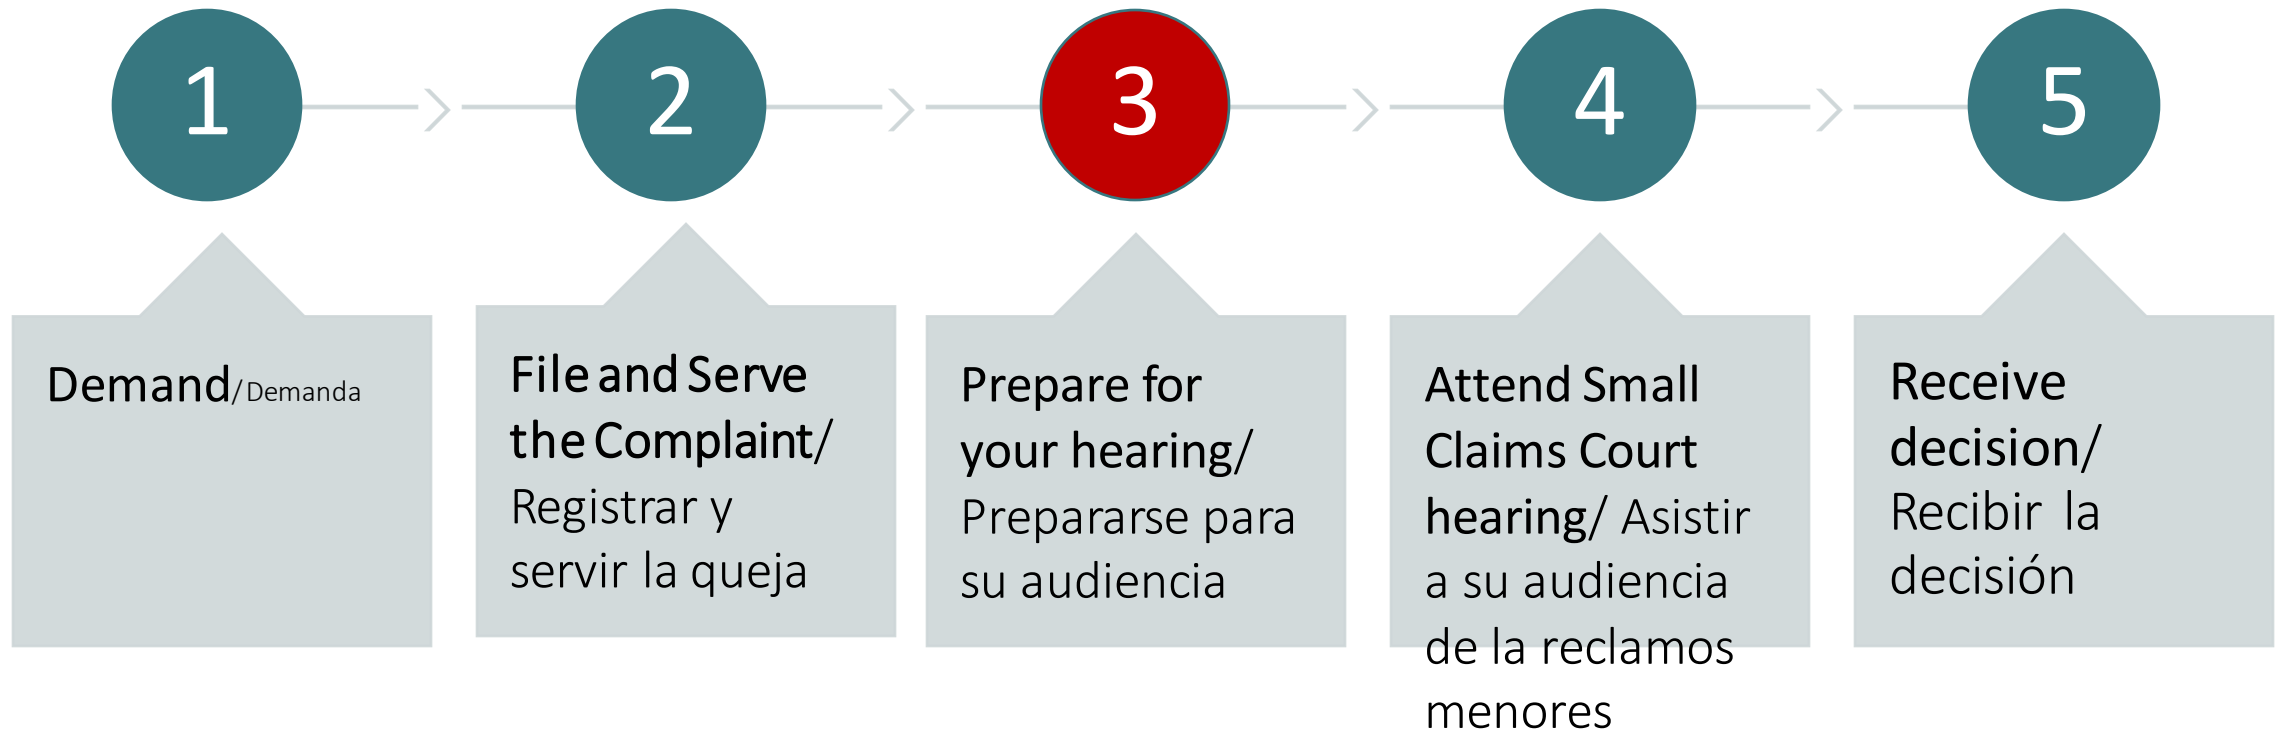 1
2
3
4
5
Demand/Demanda
File and Serve
the Complaint/
Registrar y
servir la queja
Prepare for
your hearing/
Prepararse para
su audiencia
Attend Small
Claims Court
hearing/ Asistir
a su audiencia
de la reclamos
menores
Receive
decision/
Recibir la
decisión